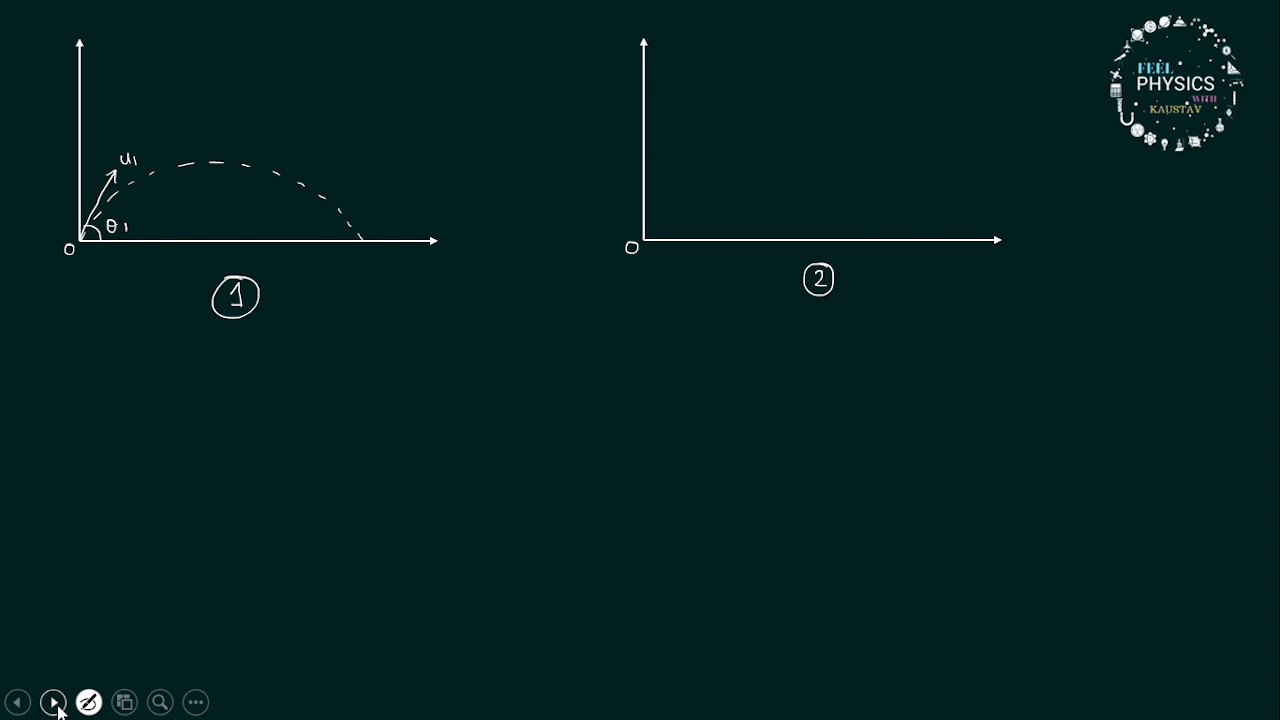 u₁
θ₁
O
1
O
2
FEEL
PHYSICS
WITH
KAUSTAV